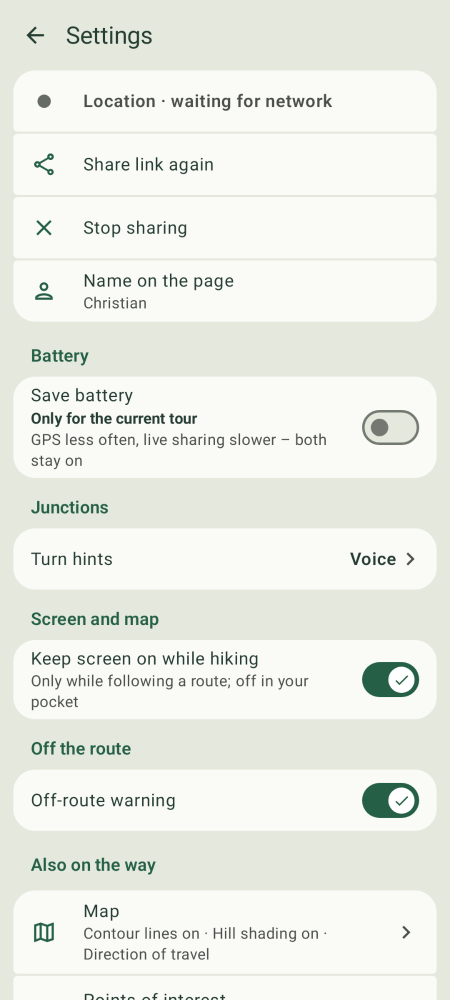 Settings
Location · waiting for network
Share link again
Stop sharing
Name on the page
Christian
Battery
Save battery
Only for the current tour
GPS less often, live sharing slower – both
stay on
Junctions
Turn hints
Voice
Screen and map
Keep screen on while hiking
Only while following a route; off in your
pocket
Off the route
Off-route warning
Also on the way
Map
Contour lines on · Hill shading on ·
Direction of travel
Points of interest